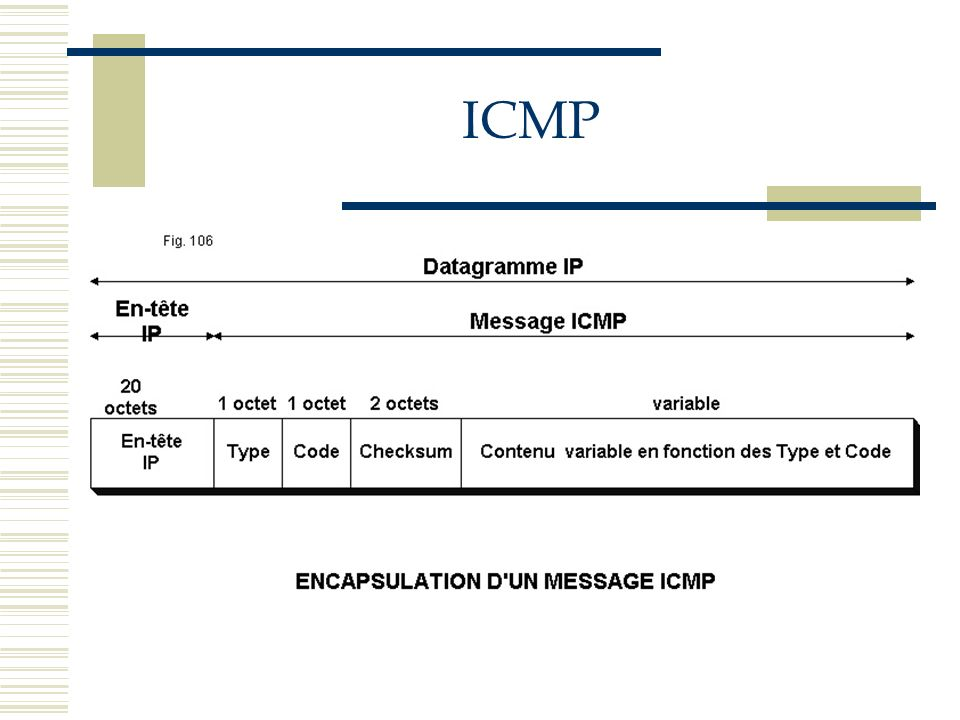 ICMP
Fig. 106
Datagramme IP
En-tête
IP
Message ICMP
20
octets
1 octet
1 octet
2 octets
variable
En-tête
IP
Type
Code
Checksum
Contenu variable en fonction des Type et Code
ENCAPSULATION D'UN MESSAGE ICMP